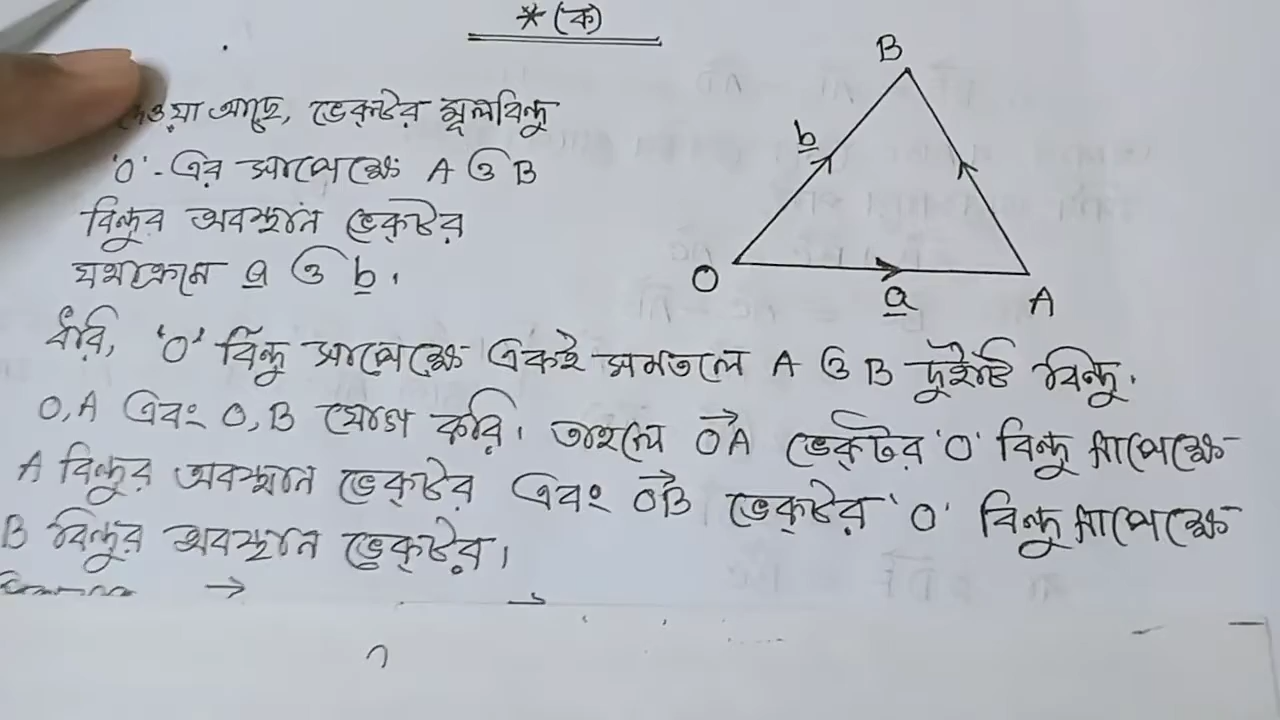 * (ক)
দেওয়া আছে, ভেক্টর মূলবিন্দু
'O' - এর সাপেক্ষে A ও B
বিন্দুর অবস্থান ভেক্টর
যথাক্রমে a ও b.
B
b
O
a
A
ধরি, 'O' বিন্দু সাপেক্ষে একই সমতলে A ও B দুইটি বিন্দু.
O, A এবং O, B যোগ করি। তাহলে OA ভেক্টর 'O' বিন্দু সাপেক্ষে
A বিন্দুর অবস্থান ভেক্টর এবং OB ভেক্টর 'O' বিন্দু সাপেক্ষে
B বিন্দুর অবস্থান ভেক্টর।